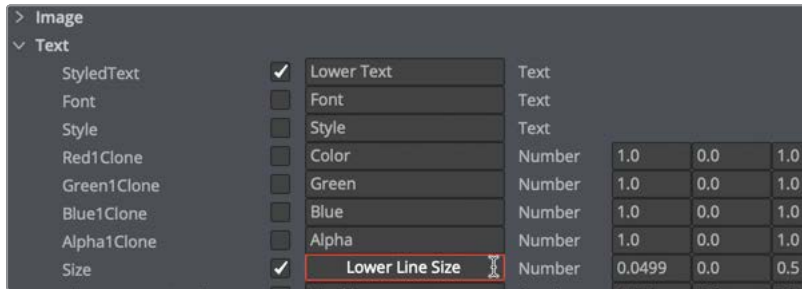 Image
Text
StyledText Lower Text Text
Font Font Text
Style Style Text
Red1Clone Color Number 1.0 0.0 1.0
Green1Clone Green Number 1.0 0.0 1.0
Blue1Clone Blue Number 1.0 0.0 1.0
Alpha1Clone Alpha Number 1.0 0.0 1.0
Size Lower Line Size Number 0.0499 0.0 0.5